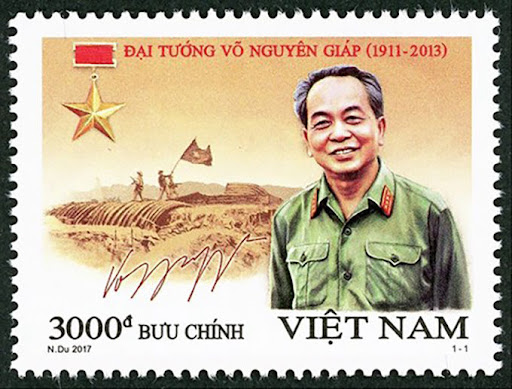 ĐẠI TƯỚNG VÕ NGUYÊN GIÁP (1911-2013)
3000đ BƯU CHÍNH
VIỆT NAM
N.Du 2017
1-1